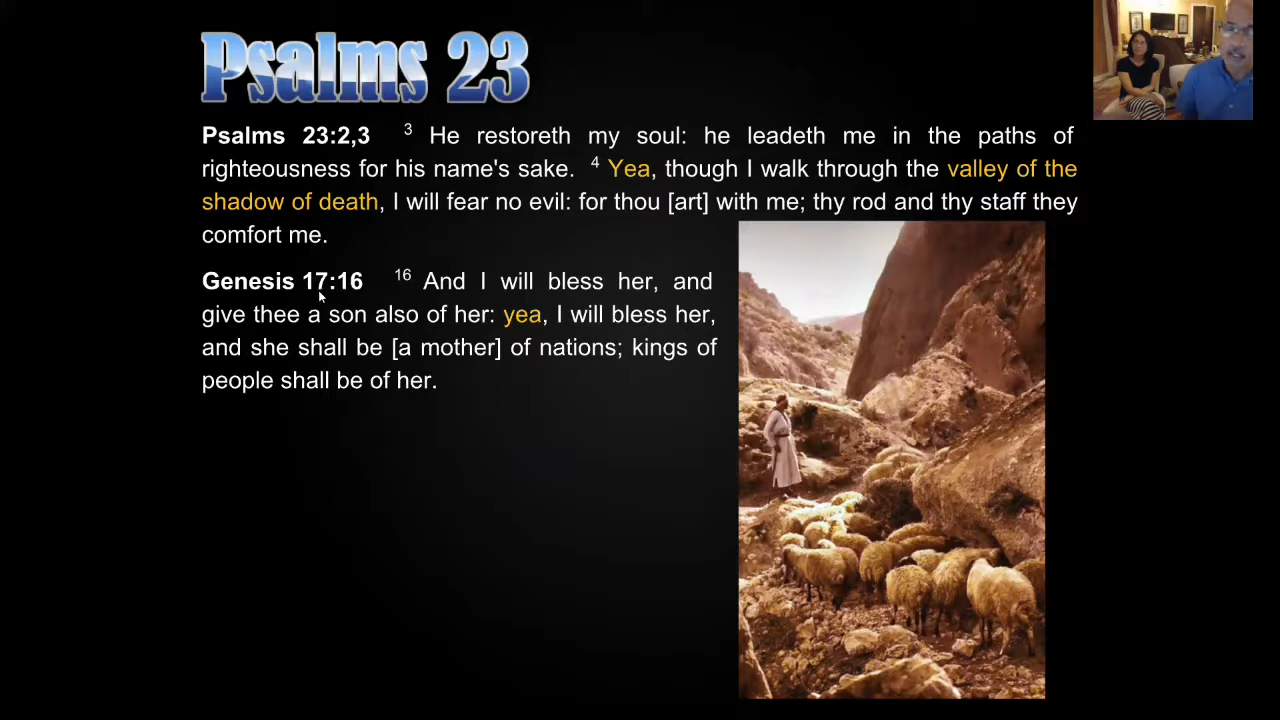 Psalms 23
Psalms 23:2,3 3 He restoreth my soul: he leadeth me in the paths of
righteousness for his name's sake. 4 Yea, though I walk through the valley of the
shadow of death, I will fear no evil: for thou [art] with me; thy rod and thy staff they
comfort me.
Genesis 17:16 16 And I will bless her, and
give thee a son also of her: yea, I will bless her,
and she shall be [a mother] of nations; kings of
people shall be of her.